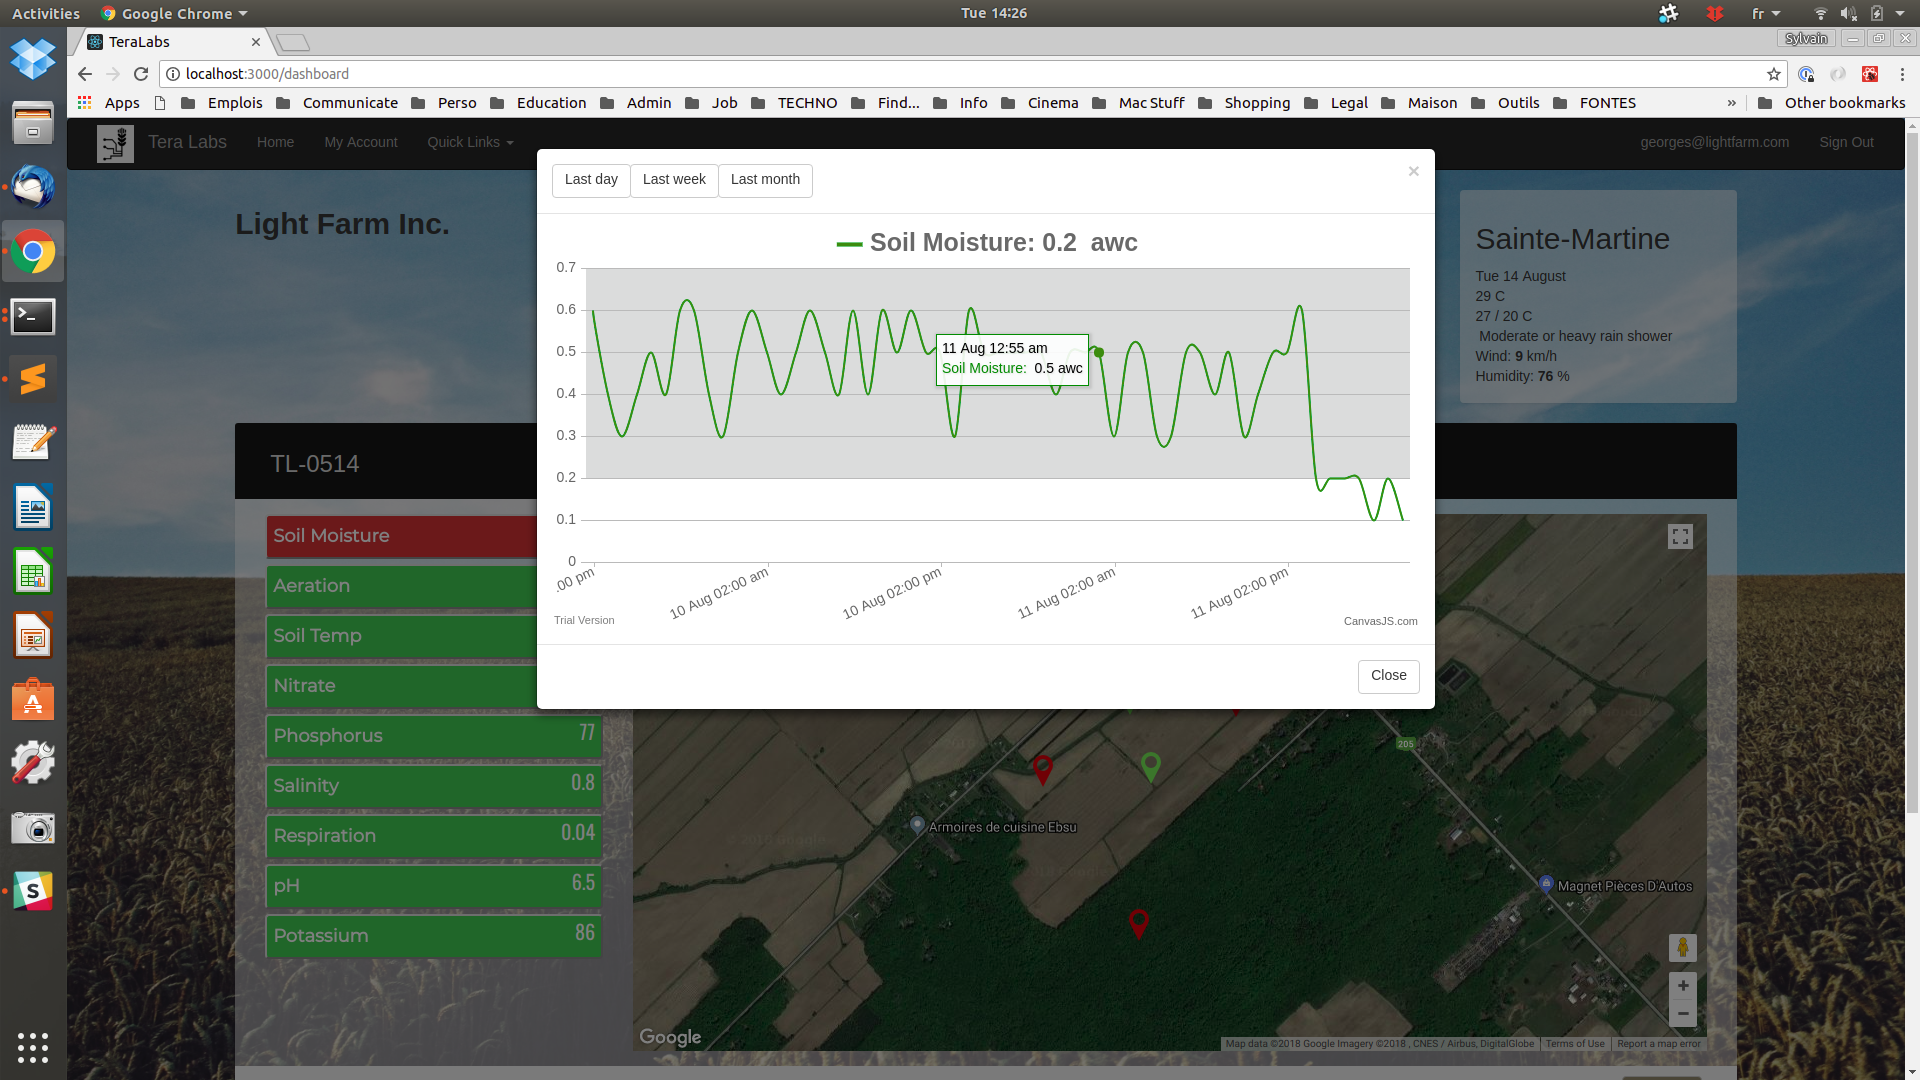 Activities Google Chrome Tue 14:26 fr
TeraLabs Sylvain
localhost:3000/dashboard
Apps Emplois Communicate Perso Education Admin Job TECHNO Find... Info Cinema Mac Stuff Shopping Legal Maison Outils FONTES » Other bookmarks
Tera Labs Home My Account Quick Links georges@lightfarm.com Sign Out
Last day Last week Last month ×
Light Farm Inc.
Sainte-Martine
Tue 14 August
29 C
27 / 20 C
Moderate or heavy rain shower
Wind: 9 km/h
Humidity: 76 %
Soil Moisture: 0.2 awc
0.7
0.6
0.5
0.4
0.3
0.2
0.1
0
11 Aug 12:55 am
Soil Moisture: 0.5 awc
:00 pm
10 Aug 02:00 am
10 Aug 02:00 pm
11 Aug 02:00 am
11 Aug 02:00 pm
Trial Version
CanvasJS.com
Close
TL-0514
Soil Moisture
Aeration
Soil Temp
Nitrate
Phosphorus 77
Salinity 0.8
Respiration 0.04
pH 6.5
Potassium 86
205
Armoires de cuisine Ebsu
Magnet Pièces D'Autos
+
−
Google
Map data ©2018 Google Imagery ©2018 , CNES / Airbus, DigitalGlobe Terms of Use Report a map error